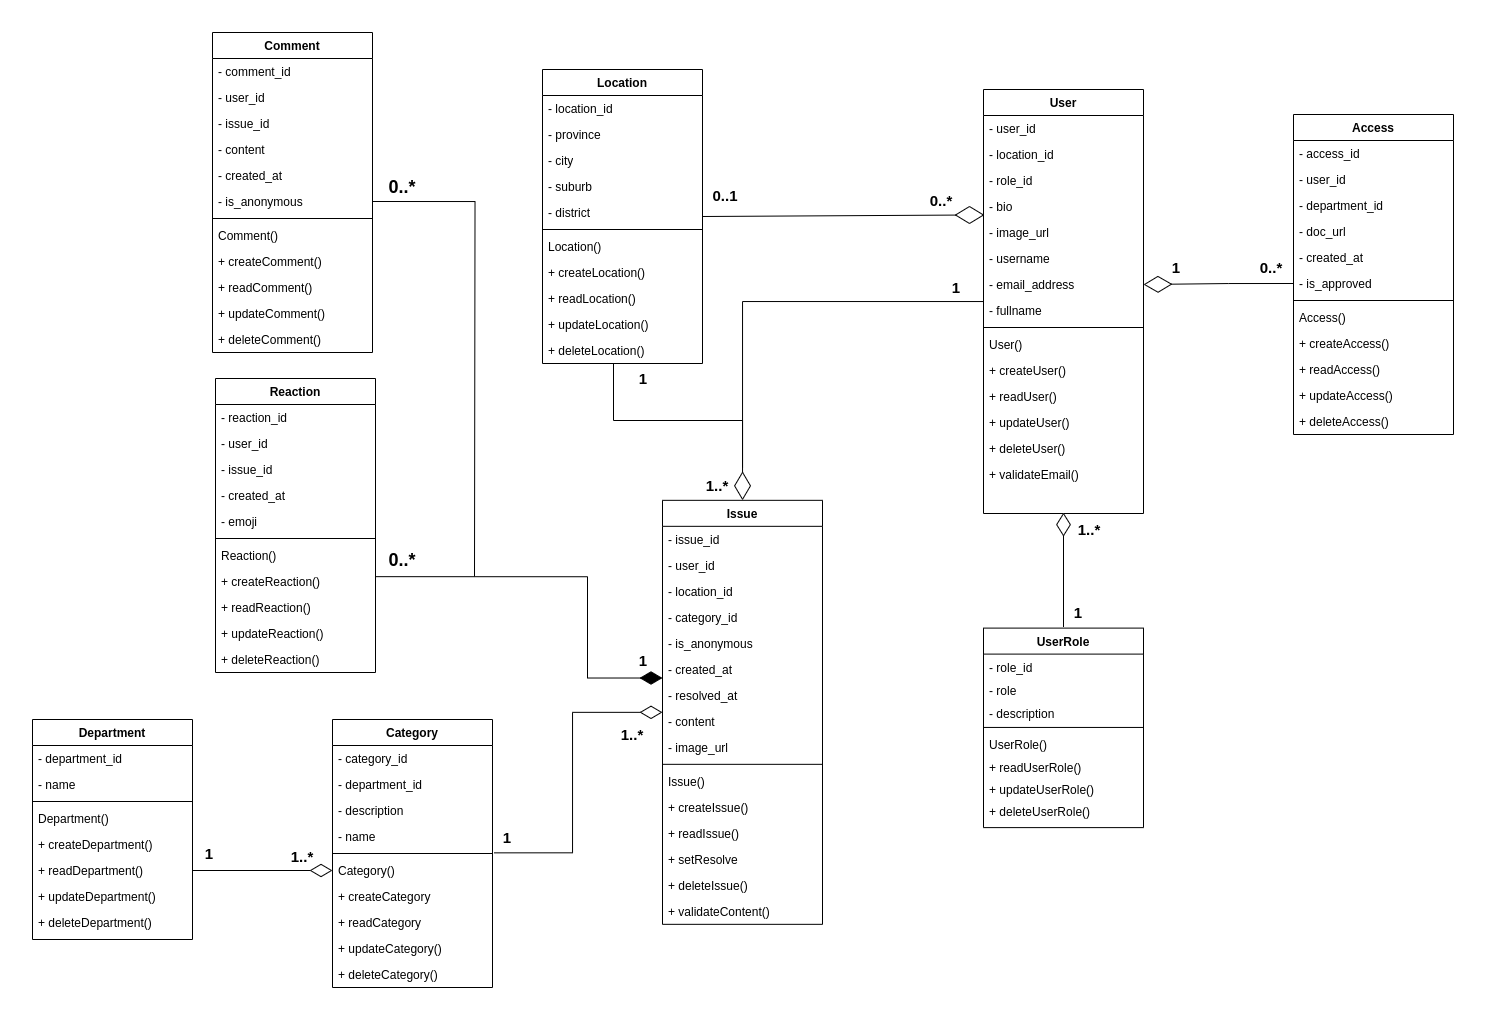 Comment
- comment_id
- user_id
- issue_id
- content
- created_at
- is_anonymous
Comment()
+ createComment()
+ readComment()
+ updateComment()
+ deleteComment()
0..*
Location
- location_id
- province
- city
- suburb
- district
Location()
+ createLocation()
+ readLocation()
+ updateLocation()
+ deleteLocation()
0..1
0..*
1
1
User
- user_id
- location_id
- role_id
- bio
- image_url
- username
- email_address
- fullname
User()
+ createUser()
+ readUser()
+ updateUser()
+ deleteUser()
+ validateEmail()
1
0..*
Access
- access_id
- user_id
- department_id
- doc_url
- created_at
- is_approved
Access()
+ createAccess()
+ readAccess()
+ updateAccess()
+ deleteAccess()
Reaction
- reaction_id
- user_id
- issue_id
- created_at
- emoji
Reaction()
+ createReaction()
+ readReaction()
+ updateReaction()
+ deleteReaction()
0..*
1..*
1
1..*
Issue
- issue_id
- user_id
- location_id
- category_id
- is_anonymous
- created_at
- resolved_at
- content
- image_url
Issue()
+ createIssue()
+ readIssue()
+ setResolve
+ deleteIssue()
+ validateContent()
1..*
1
UserRole
- role_id
- role
- description
UserRole()
+ readUserRole()
+ updateUserRole()
+ deleteUserRole()
Department
- department_id
- name
Department()
+ createDepartment()
+ readDepartment()
+ updateDepartment()
+ deleteDepartment()
1
1..*
Category
- category_id
- department_id
- description
- name
Category()
+ createCategory
+ readCategory
+ updateCategory()
+ deleteCategory()
1